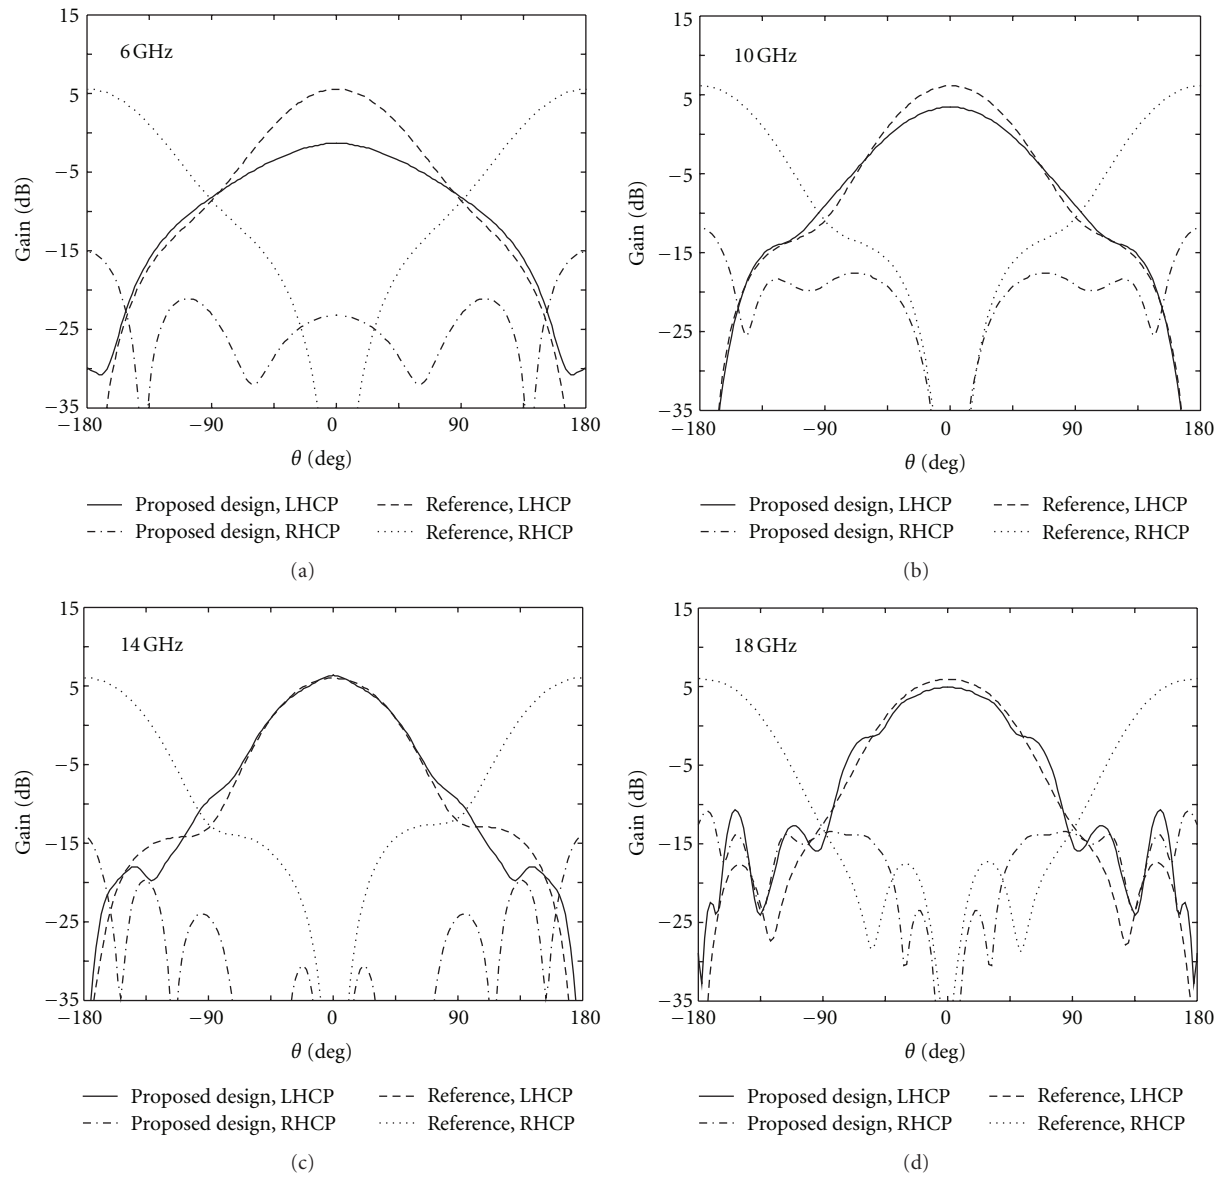 15
5
−5
−15
−25
−35
Gain (dB)
6 GHz
−180
−90
0
90
180
θ (deg)
Proposed design, LHCP
Reference, LHCP
Proposed design, RHCP
Reference, RHCP
(a)
15
5
−5
−15
−25
−35
Gain (dB)
10 GHz
−180
−90
0
90
180
θ (deg)
Proposed design, LHCP
Reference, LHCP
Proposed design, RHCP
Reference, RHCP
(b)
15
5
−5
−15
−25
−35
Gain (dB)
14 GHz
−180
−90
0
90
180
θ (deg)
Proposed design, LHCP
Reference, LHCP
Proposed design, RHCP
Reference, RHCP
(c)
15
5
−5
−15
−25
−35
Gain (dB)
18 GHz
−180
−90
0
90
180
θ (deg)
Proposed design, LHCP
Reference, LHCP
Proposed design, RHCP
Reference, RHCP
(d)